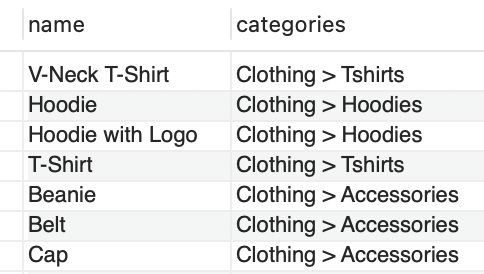 name categories
V-Neck T-Shirt Clothing > Tshirts
Hoodie Clothing > Hoodies
Hoodie with Logo Clothing > Hoodies
T-Shirt Clothing > Tshirts
Beanie Clothing > Accessories
Belt Clothing > Accessories
Cap Clothing > Accessories